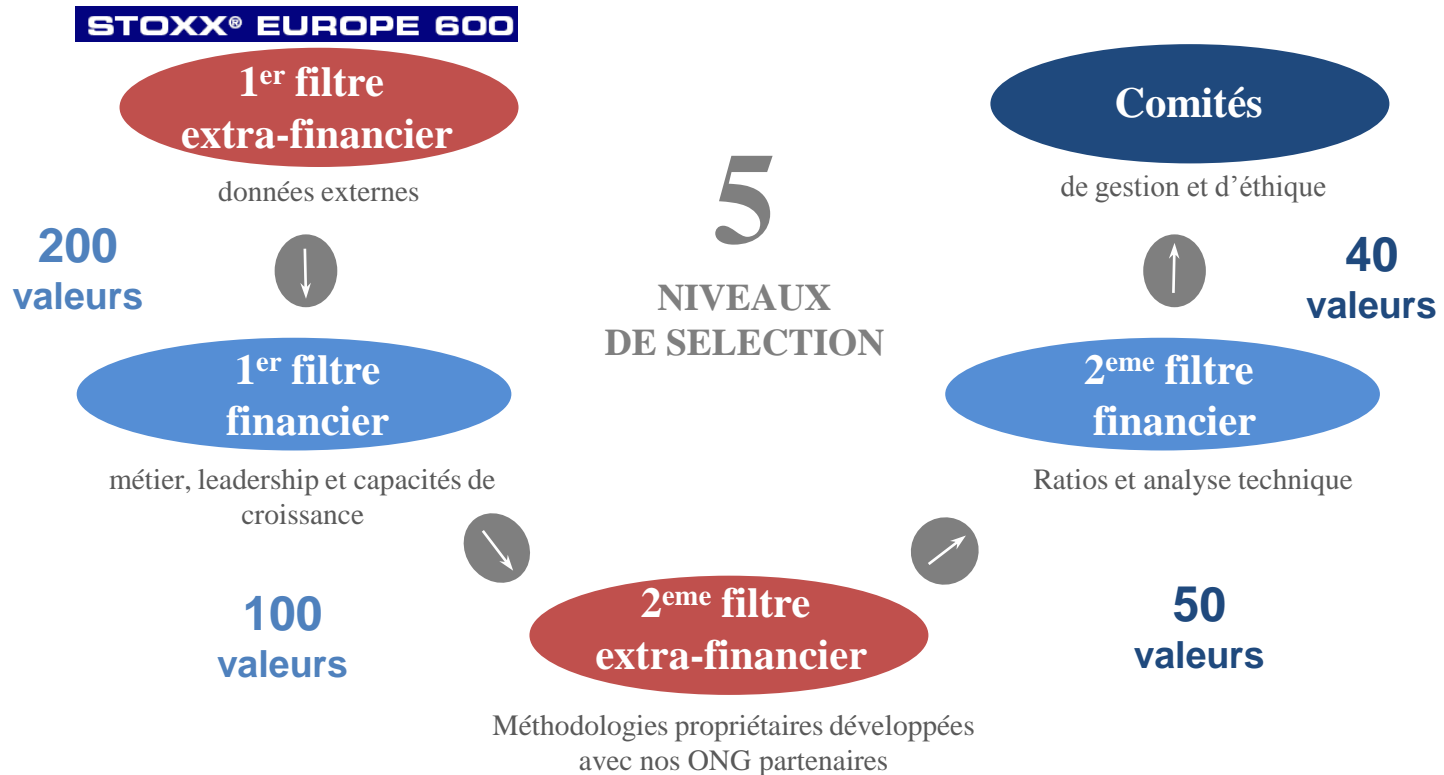 STOXX® EUROPE 600
1er filtre
extra-financier
données externes
200
valeurs
1er filtre
financier
métier, leadership et capacités de
croissance
100
valeurs
5
NIVEAUX
DE SELECTION
2eme filtre
extra-financier
Méthodologies propriétaires développées
avec nos ONG partenaires
50
valeurs
2eme filtre
financier
Ratios et analyse technique
40
valeurs
Comités
de gestion et d’éthique